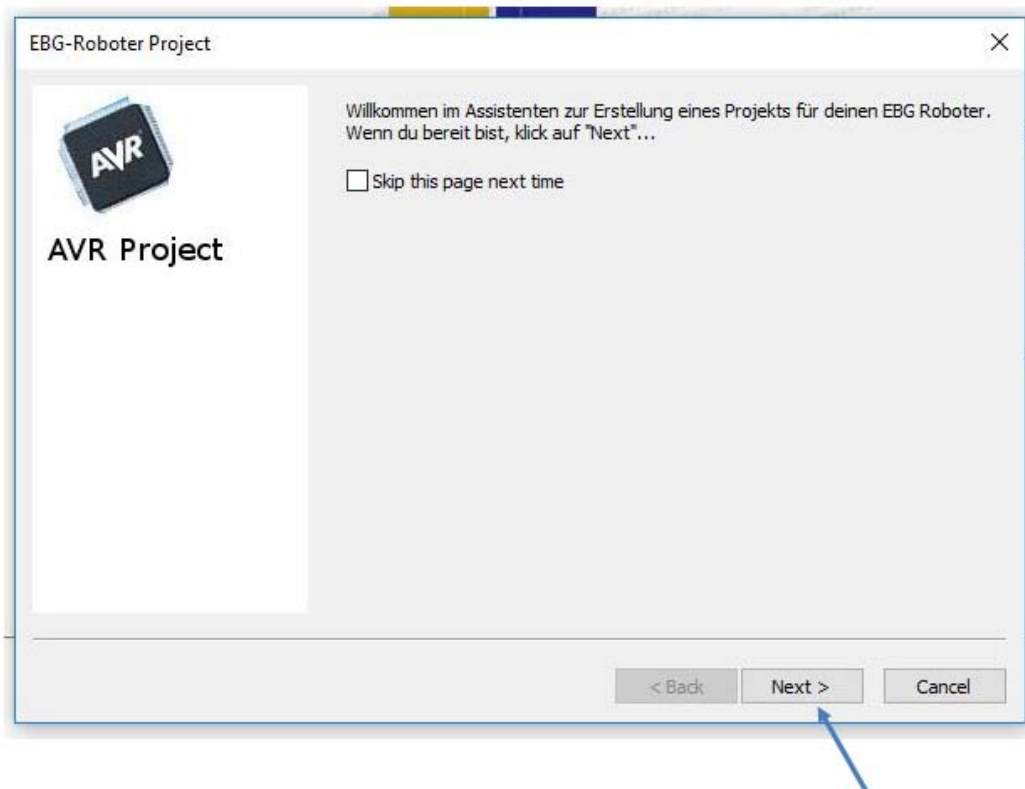 EBG-Roboter Project
AVR
AVR Project
Willkommen im Assistenten zur Erstellung eines Projekts für deinen EBG Roboter.
Wenn du bereit bist, klick auf "Next"...
Skip this page next time
< Back
Next >
Cancel